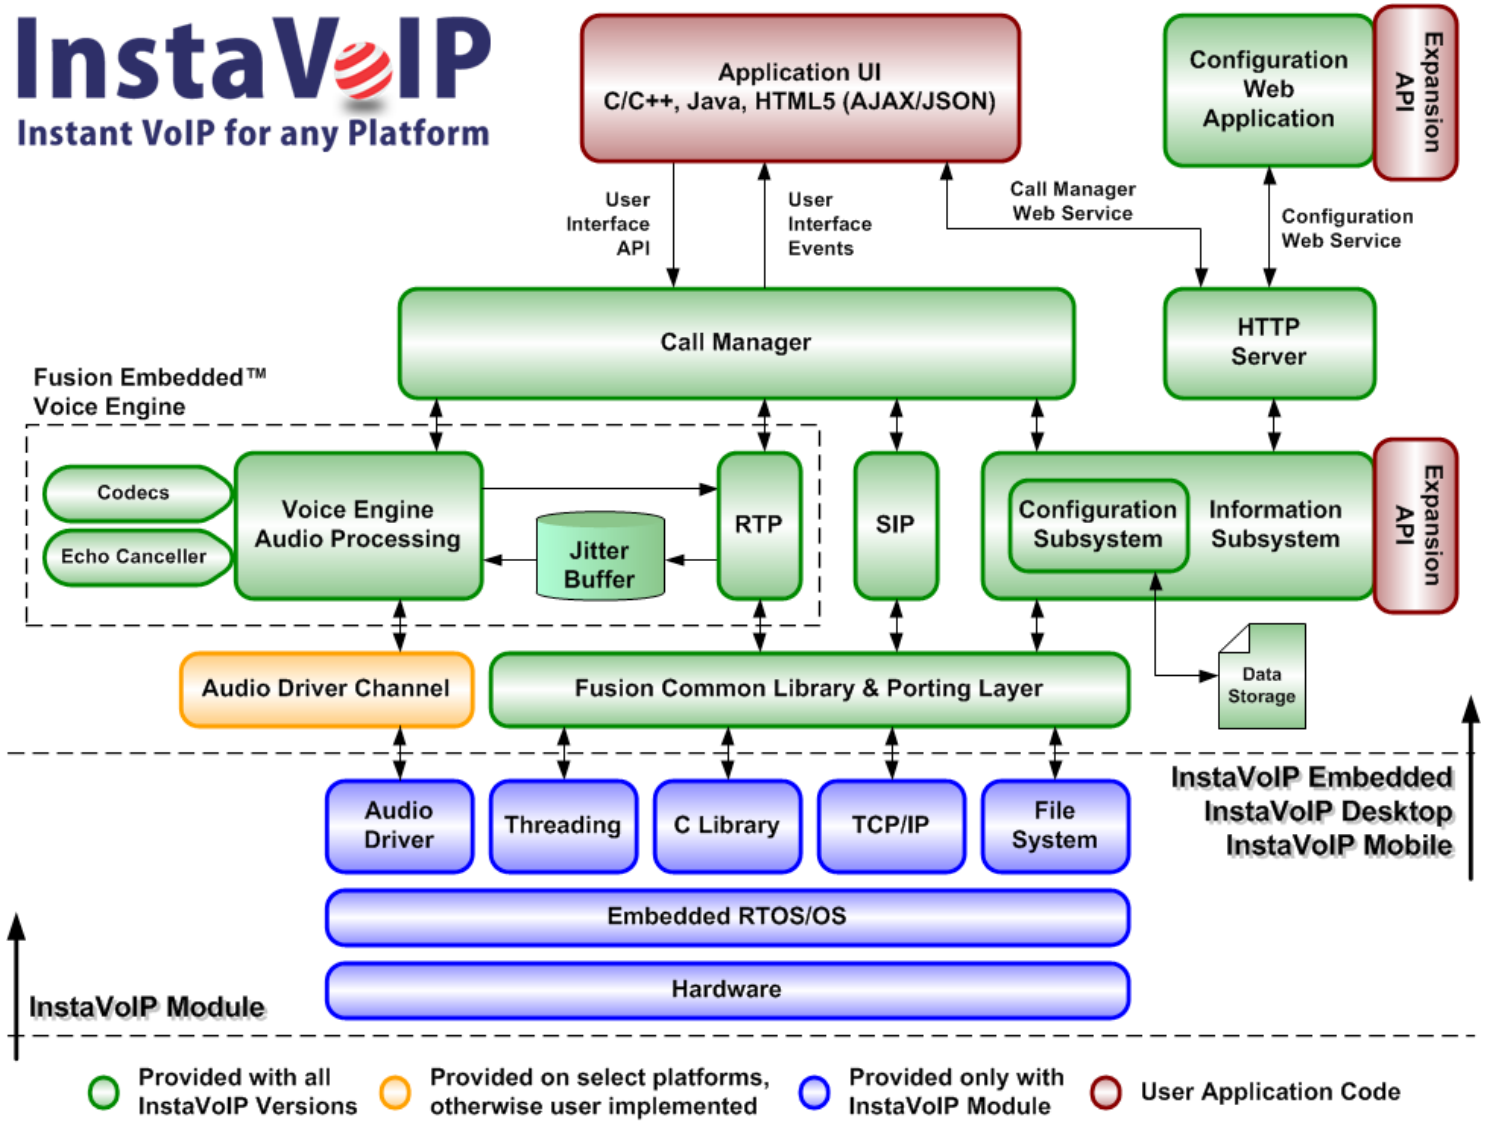 InstaVoIP
Instant VoIP for any Platform
Application UI
C/C++, Java, HTML5 (AJAX/JSON)
Configuration
Web
Application
Expansion
API
User
Interface
API
User
Interface
Events
Call Manager
Web Service
Configuration
Web Service
Call Manager
HTTP
Server
Fusion Embedded™
Voice Engine
Codecs
Echo Canceller
Voice Engine
Audio Processing
Jitter
Buffer
RTP
SIP
Configuration
Subsystem
Information
Subsystem
Expansion
API
Audio Driver Channel
Fusion Common Library & Porting Layer
Data
Storage
InstaVoIP Embedded
InstaVoIP Desktop
InstaVoIP Mobile
Audio
Driver
Threading
C Library
TCP/IP
File
System
Embedded RTOS/OS
Hardware
InstaVoIP Module
Provided with all
InstaVoIP Versions
Provided on select platforms,
otherwise user implemented
Provided only with
InstaVoIP Module
User Application Code